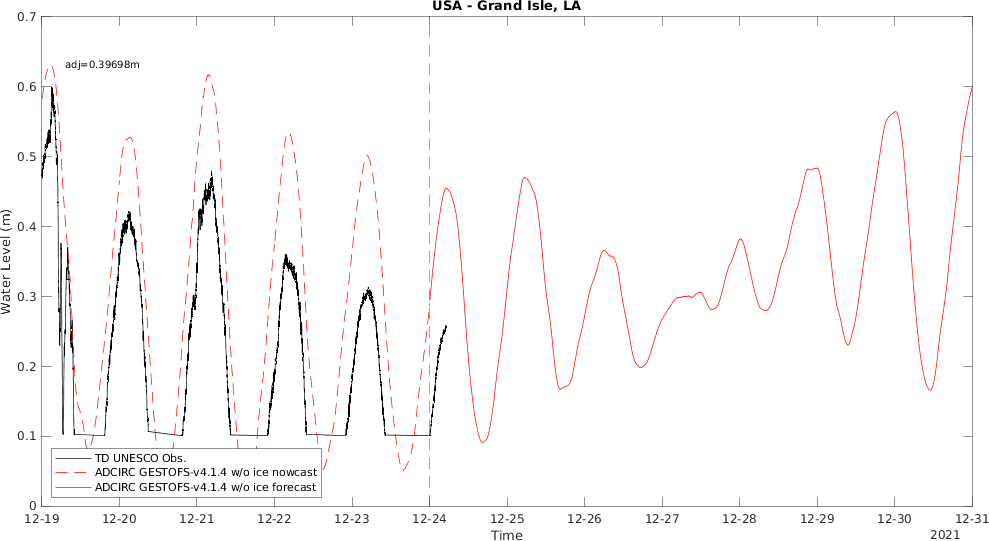 USA - Grand Isle, LA
0.7
0.6
0.5
0.4
0.3
0.2
0.1
0
Water Level (m)
adj=0.39698m
TD UNESCO Obs.
ADCIRC GESTOFS-v4.1.4 w/o ice nowcast
ADCIRC GESTOFS-v4.1.4 w/o ice forecast
12-19 12-20 12-21 12-22 12-23 12-24 12-25 12-26 12-27 12-28 12-29 12-30 12-31
Time
2021